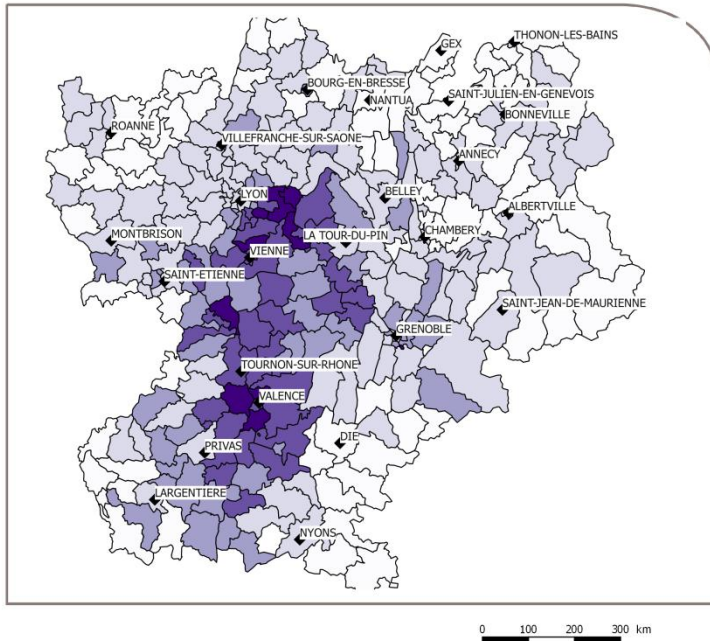 THONON-LES-BAINS
GEX
BOURG-EN-BRESSE
SAINT-JULIEN-EN-GENEVOIS
NANTUA
BONNEVILLE
ROANNE
VILLEFRANCHE-SUR-SAONE
ANNECY
LYON
BELLEY
ALBERTVILLE
MONTBRISON
LA TOUR-DU-PIN
CHAMBERY
VIENNE
SAINT-ETIENNE
SAINT-JEAN-DE-MAURIENNE
GRENOBLE
TOURNON-SUR-RHONE
VALENCE
PRIVAS
DIE
LARGENTIERE
NYONS
0 100 200 300 km